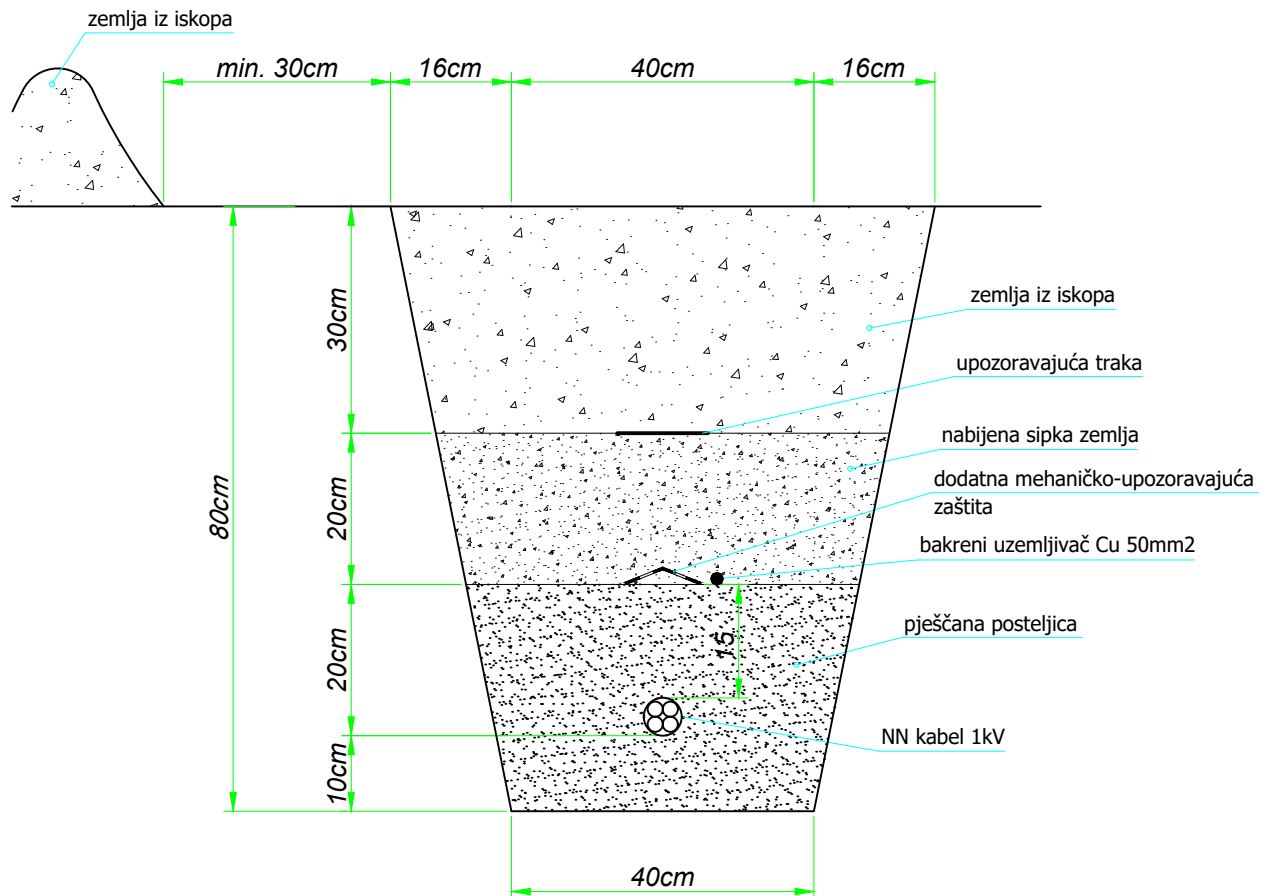 zemlja iz iskopa
min. 30cm
16cm
40cm
16cm
30cm
zemlja iz iskopa
upozoravajuća traka
80cm
20cm
nabijena sipka zemlja
dodatna mehaničko-upozoravajuća
zaštita
bakreni uzemljivač Cu 50mm2
20cm
15
pješčana posteljica
NN kabel 1kV
10cm
40cm